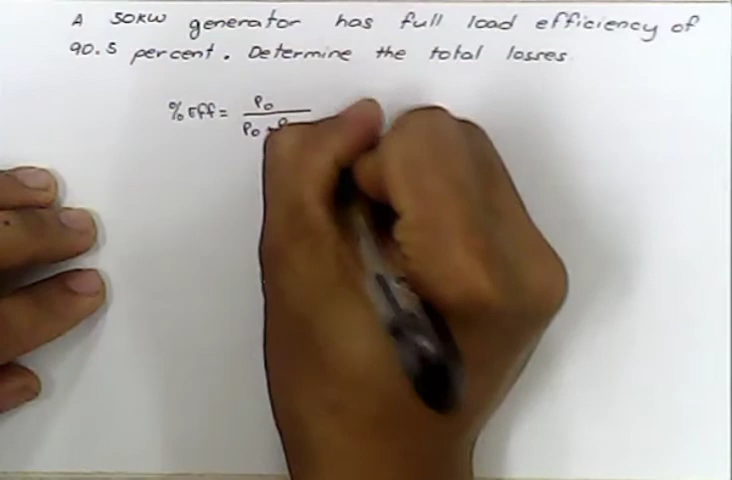 A 50KW generator has full load efficiency of
90.5 percent. Determine the total losses
% Eff = Po
Po +